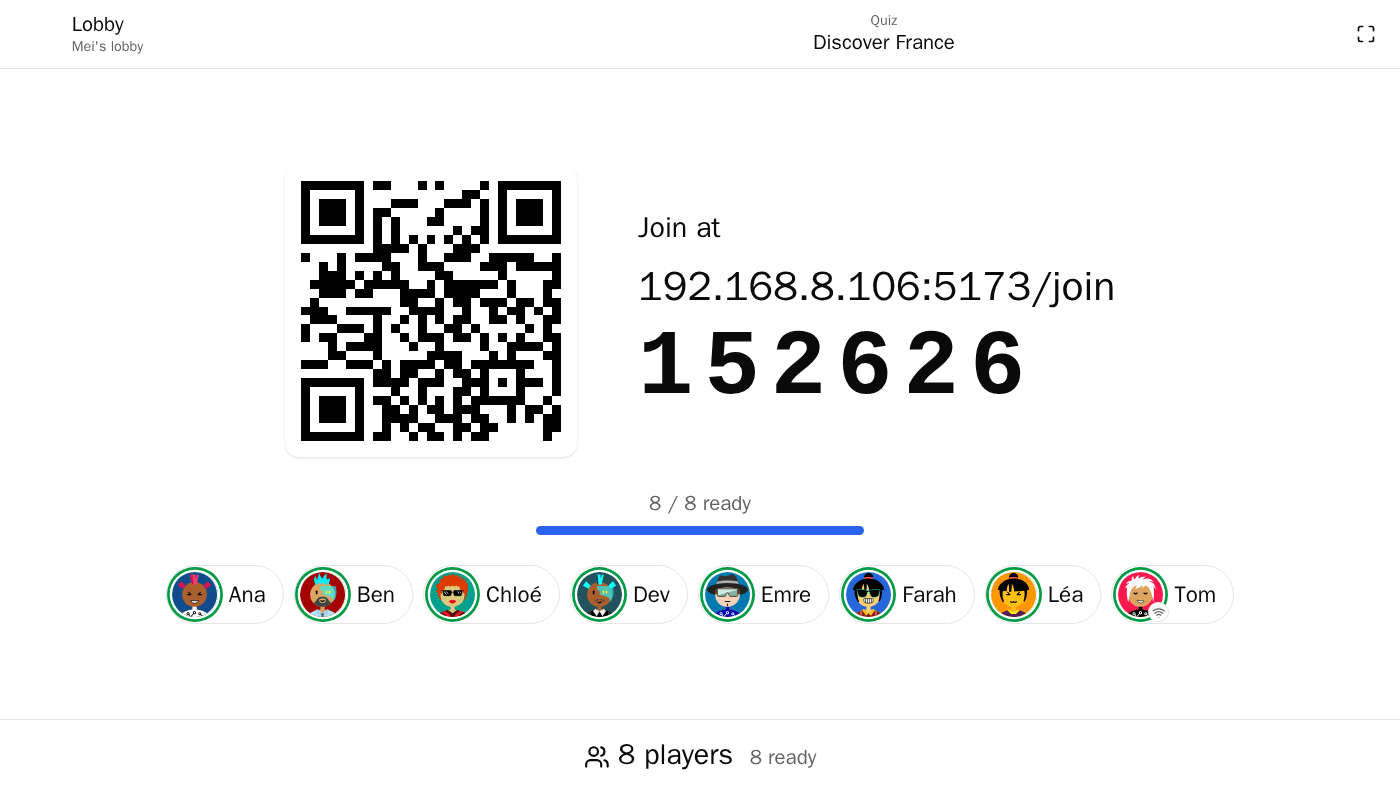 Lobby
Mei's lobby
Quiz
Discover France
Join at
192.168.8.106:5173/join
152626
8 / 8 ready
Ana
Ben
Chloé
Dev
Emre
Farah
Léa
Tom
8 players
8 ready